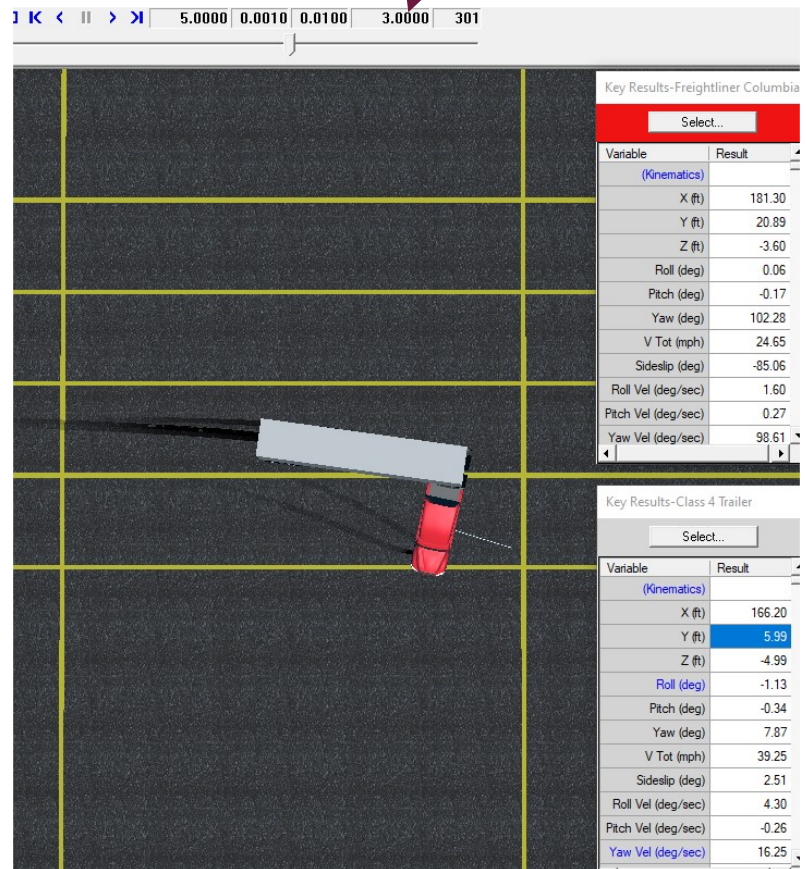 5.0000 0.0010 0.0100 3.0000 301
Key Results-Freightliner Columbia
Select...
Variable Result
(Kinematics)
X (ft) 181.30
Y (ft) 20.89
Z (ft) -3.60
Roll (deg) 0.06
Pitch (deg) -0.17
Yaw (deg) 102.28
V Tot (mph) 24.65
Sideslip (deg) -85.06
Roll Vel (deg/sec) 1.60
Pitch Vel (deg/sec) 0.27
Yaw Vel (deg/sec) 98.61
Key Results-Class 4 Trailer
Select...
Variable Result
(Kinematics)
X (ft) 166.20
Y (ft) 5.99
Z (ft) -4.99
Roll (deg) -1.13
Pitch (deg) -0.34
Yaw (deg) 7.87
V Tot (mph) 39.25
Sideslip (deg) 2.51
Roll Vel (deg/sec) 4.30
Pitch Vel (deg/sec) -0.26
Yaw Vel (deg/sec) 16.25